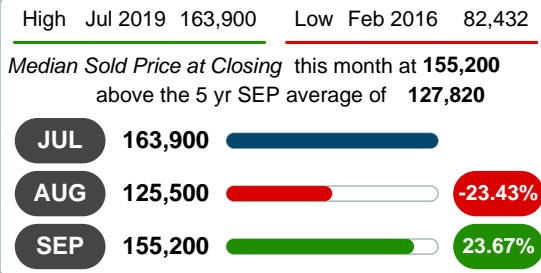 High Jul 2019 163,900 Low Feb 2016 82,432
Median Sold Price at Closing this month at 155,200
above the 5 yr SEP average of 127,820
JUL 163,900
AUG 125,500 -23.43%
SEP 155,200 23.67%